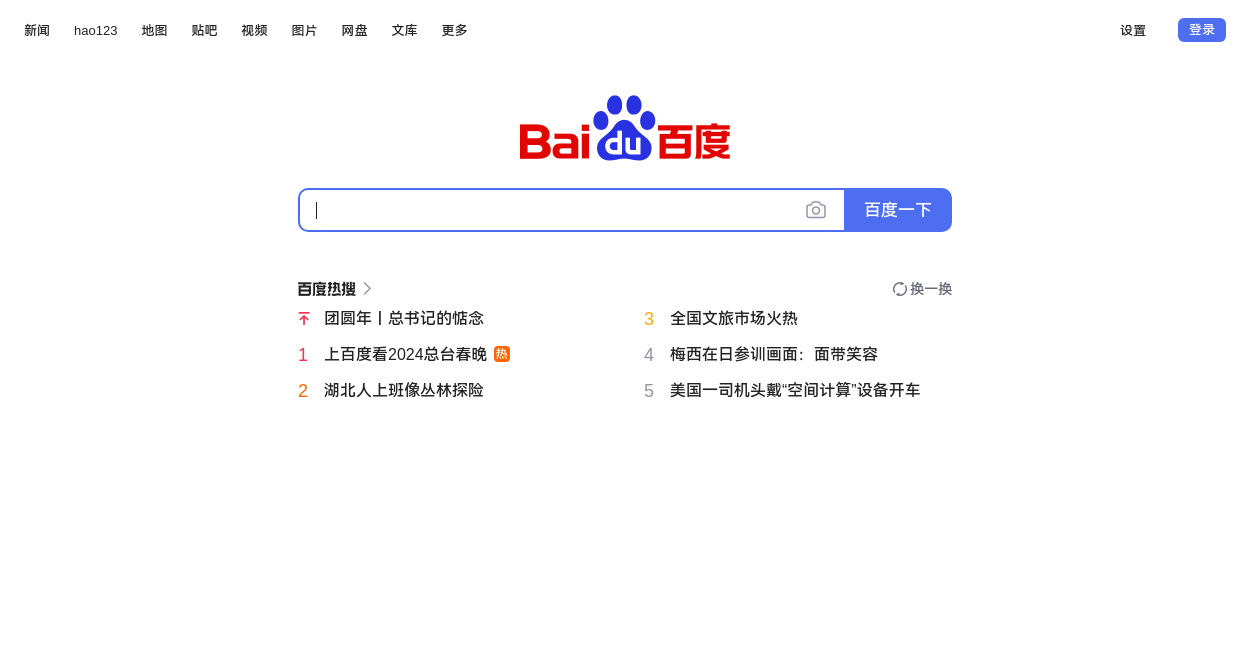 新闻 hao123 地图 贴吧 视频 图片 网盘 文库 更多 设置 登录
Baidu百度
百度一下
百度热搜 换一换
团圆年丨总书记的惦念
1 上百度看2024总台春晚 热
2 湖北人上班像丛林探险
3 全国文旅市场火热
4 梅西在日参训画面：面带笑容
5 美国一司机头戴“空间计算”设备开车